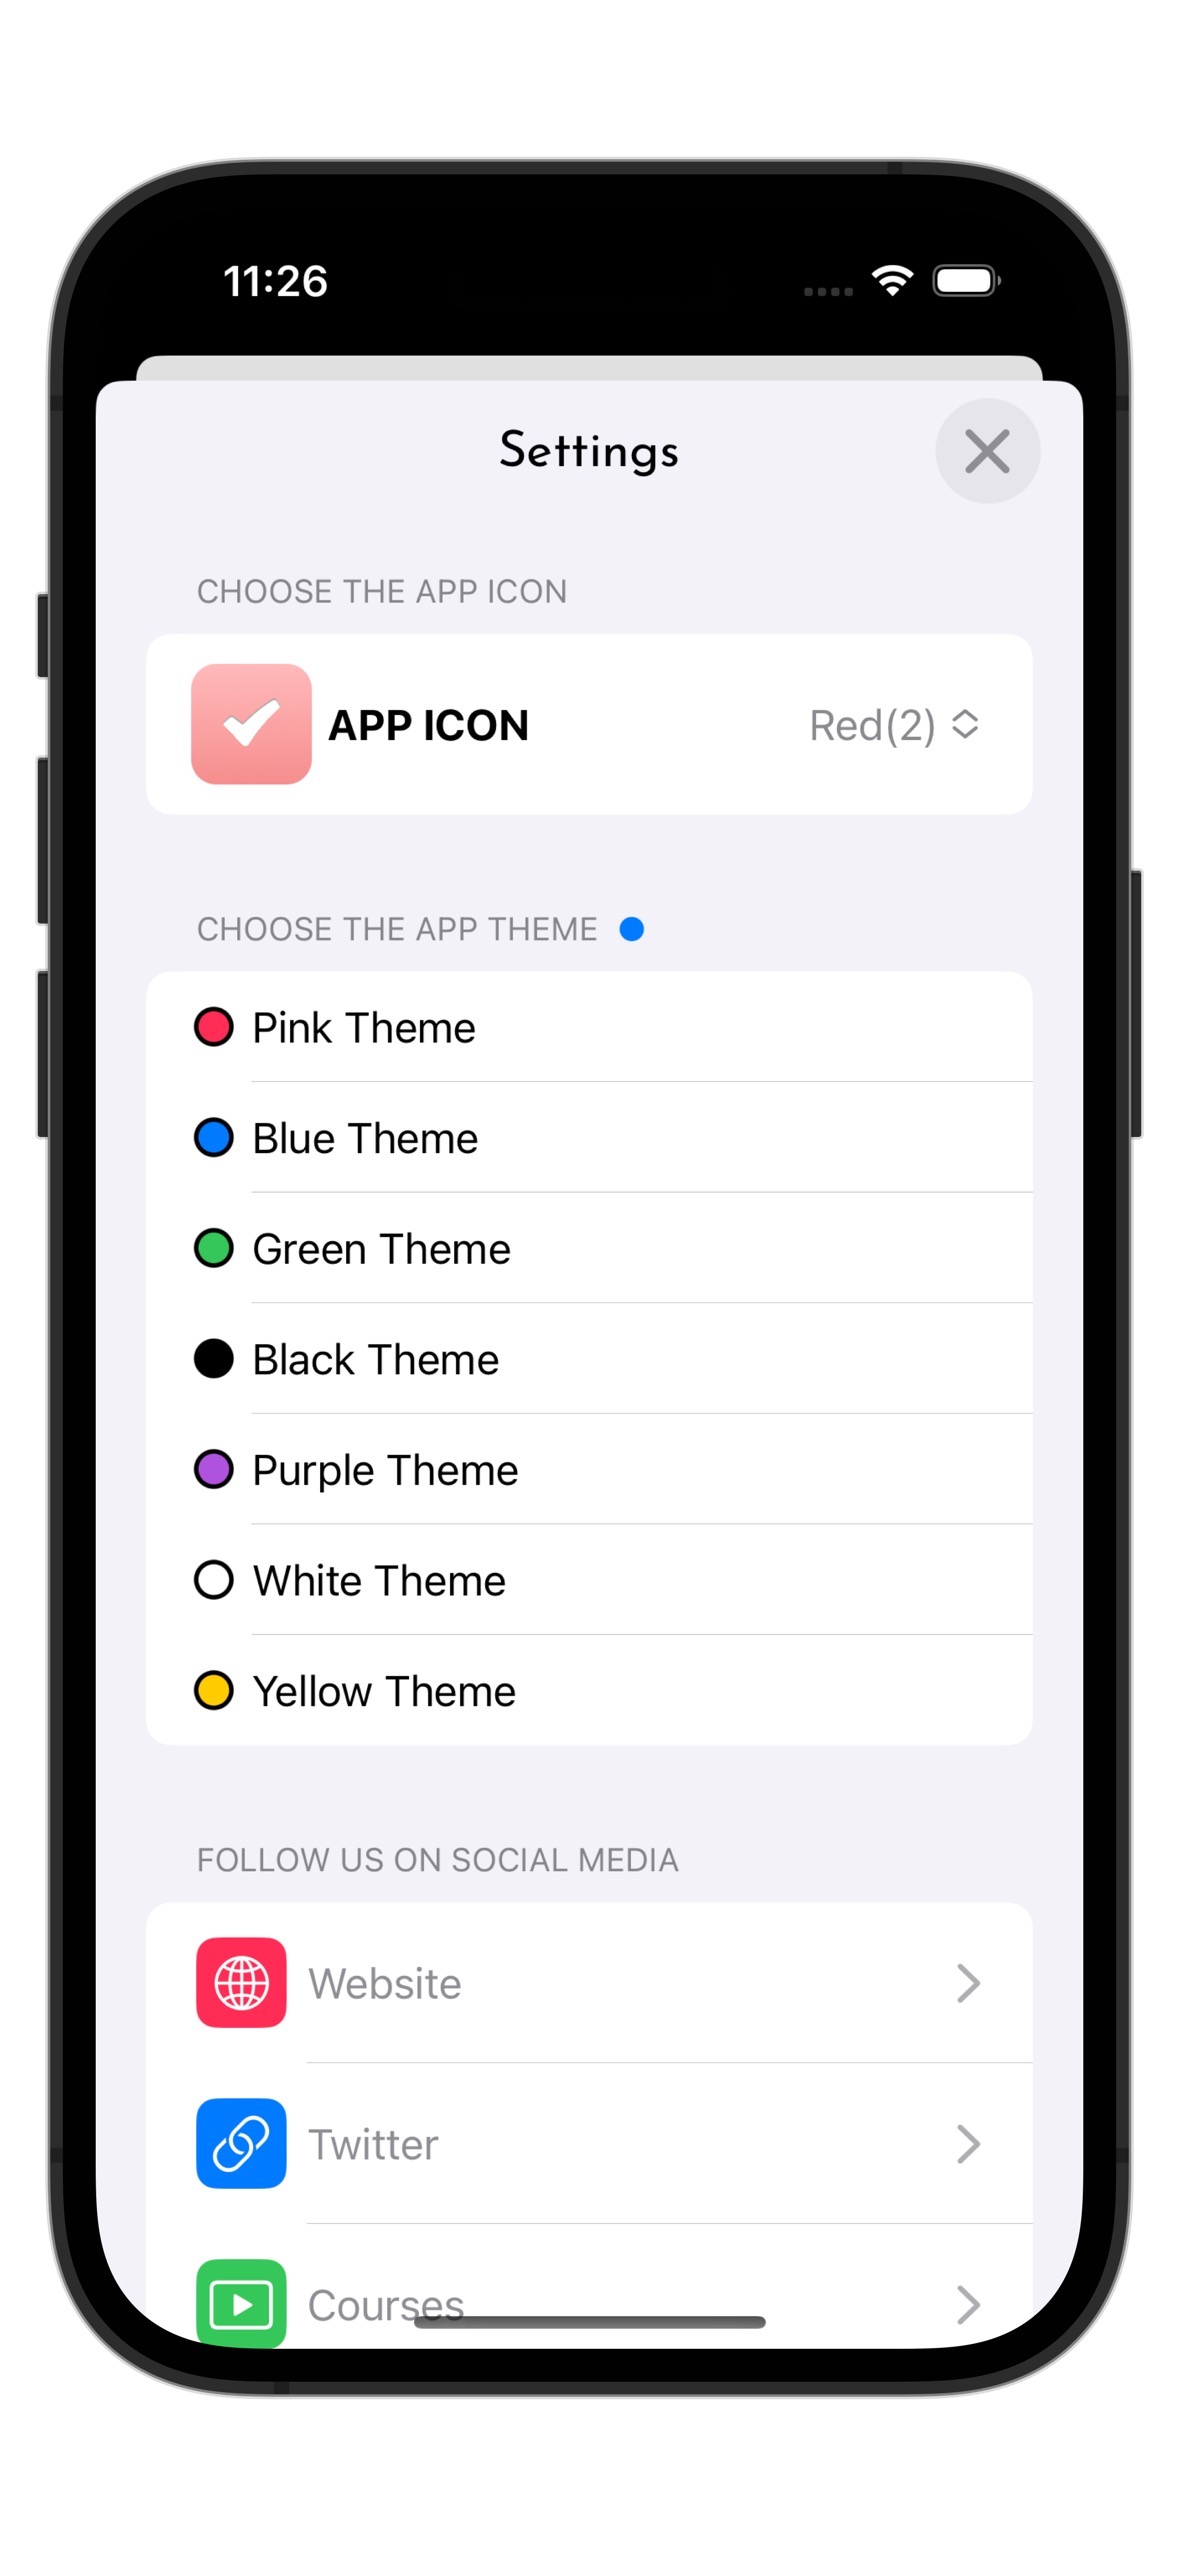 11:26
Settings
CHOOSE THE APP ICON
APP ICON Red(2)
CHOOSE THE APP THEME
Pink Theme
Blue Theme
Green Theme
Black Theme
Purple Theme
White Theme
Yellow Theme
FOLLOW US ON SOCIAL MEDIA
Website
Twitter
Courses